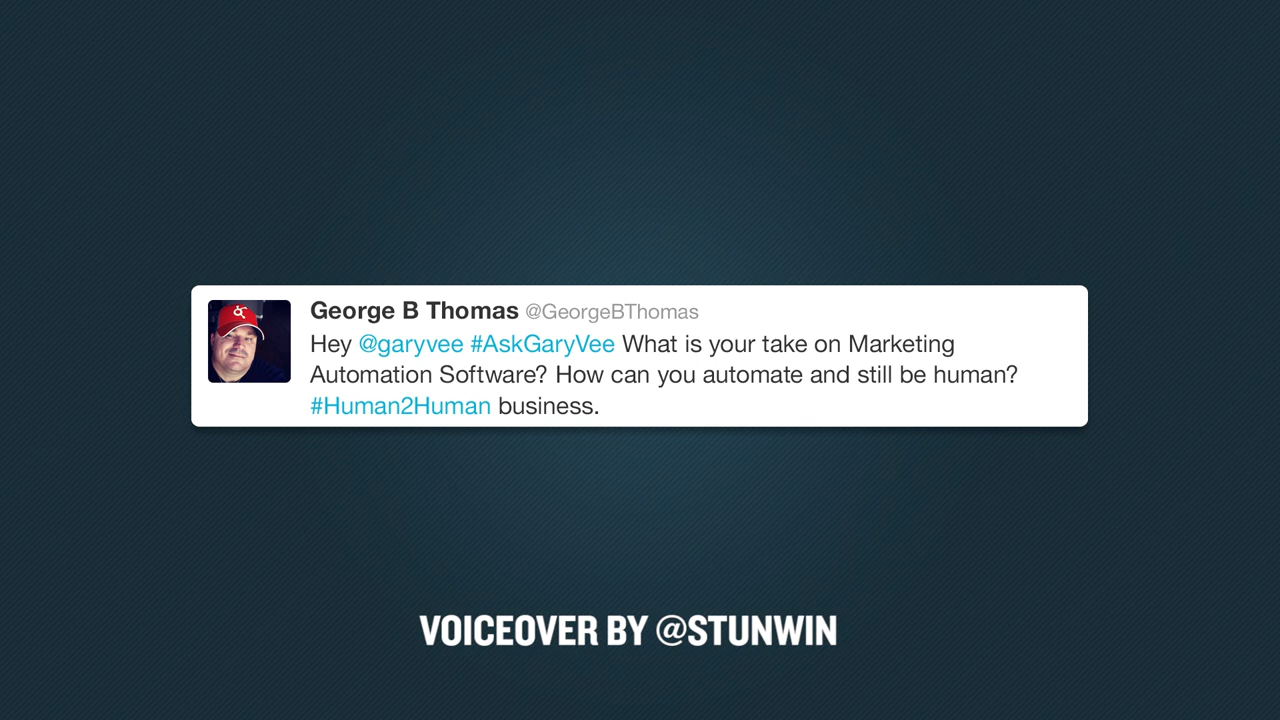 George B Thomas @GeorgeBThomas
Hey @garyvee #AskGaryVee What is your take on Marketing
Automation Software? How can you automate and still be human?
#Human2Human business.
VOICEOVER BY @STUNWIN